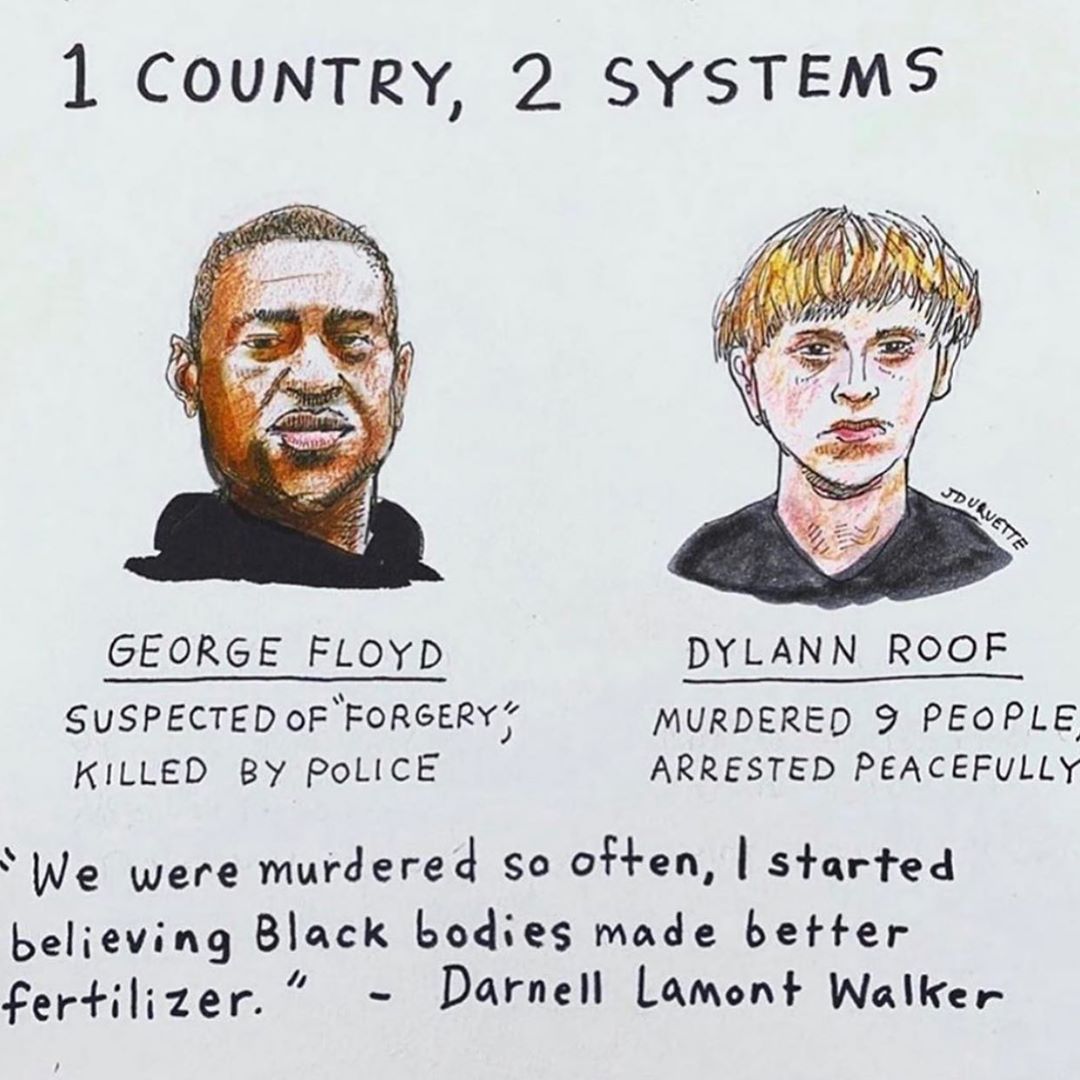 1 COUNTRY, 2 SYSTEMS
JDURVETTE
GEORGE FLOYD
SUSPECTED OF "FORGERY",
KILLED BY POLICE
DYLANN ROOF
MURDERED 9 PEOPLE,
ARRESTED PEACEFULLY
"We were murdered so often, I started
believing Black bodies made better
fertilizer." - Darnell Lamont Walker